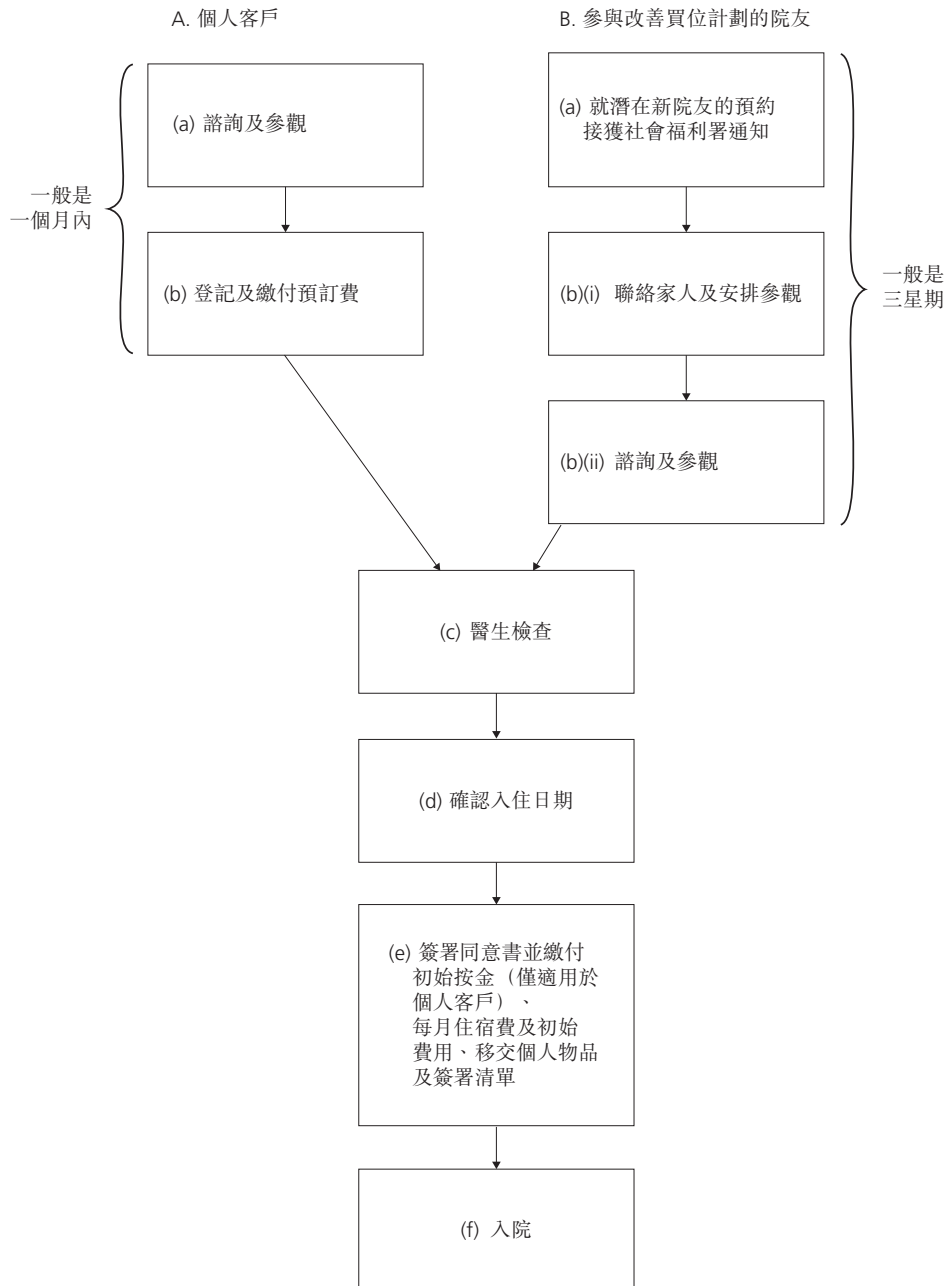 A. 個人客戶
(a) 諮詢及參觀
(b) 登記及繳付預訂費
一般是
一個月內
B. 參與改善買位計劃的院友
(a) 就潛在新院友的預約
接獲社會福利署通知
(b)(i) 聯絡家人及安排參觀
(b)(ii) 諮詢及參觀
一般是
三星期
(c) 醫生檢查
(d) 確認入住日期
(e) 簽署同意書並繳付
初始按金（僅適用於
個人客戶）、
每月住宿費及初始
費用、移交個人物品
及簽署清單
(f) 入院